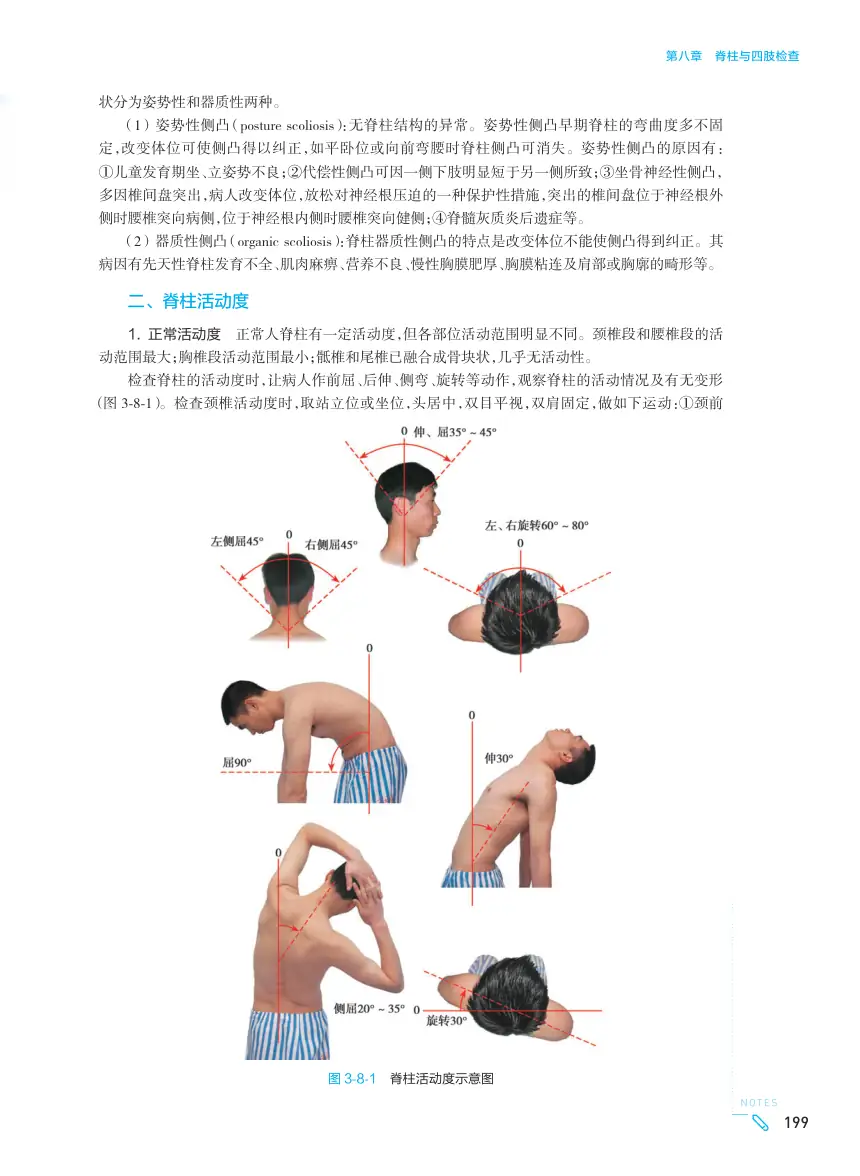 第八章 脊柱与四肢检查
状分为姿势性和器质性两种。
（1）姿势性侧凸（posture scoliosis）：无脊柱结构的异常。姿势性侧凸早期脊柱的弯曲度多不固
定，改变体位可使侧凸得以纠正，如平卧位或向前弯腰时脊柱侧凸可消失。姿势性侧凸的原因有：
①儿童发育期坐、立姿势不良；②代偿性侧凸可因一侧下肢明显短于另一侧所致；③坐骨神经性侧凸，
多因椎间盘突出，病人改变体位，放松对神经根压迫的一种保护性措施，突出的椎间盘位于神经根外
侧时腰椎突向病侧，位于神经根内侧时腰椎突向健侧；④脊髓灰质炎后遗症等。
（2）器质性侧凸（organic scoliosis）：脊柱器质性侧凸的特点是改变体位不能使侧凸得到纠正。其
病因有先天性脊柱发育不全、肌肉麻痹、营养不良、慢性胸膜肥厚、胸膜粘连及肩部或胸廓的畸形等。
二、脊柱活动度
1. 正常活动度 正常人脊柱有一定活动度，但各部位活动范围明显不同。颈椎段和腰椎段的活
动范围最大；胸椎段活动范围最小；骶椎和尾椎已融合成骨块状，几乎无活动性。
检查脊柱的活动度时，让病人作前屈、后伸、侧弯、旋转等动作，观察脊柱的活动情况及有无变形
（图 3-8-1）。检查颈椎活动度时，取站立位或坐位，头居中，双目平视，双肩固定，做如下运动：①颈前
0 伸、屈35° ~ 45°
左侧屈45°
0
右侧屈45°
左、右旋转60° ~ 80°
0
0
屈90°
0
伸30°
0
侧屈20° ~ 35°
0
旋转30°
图 3-8-1 脊柱活动度示意图
NOTES
199